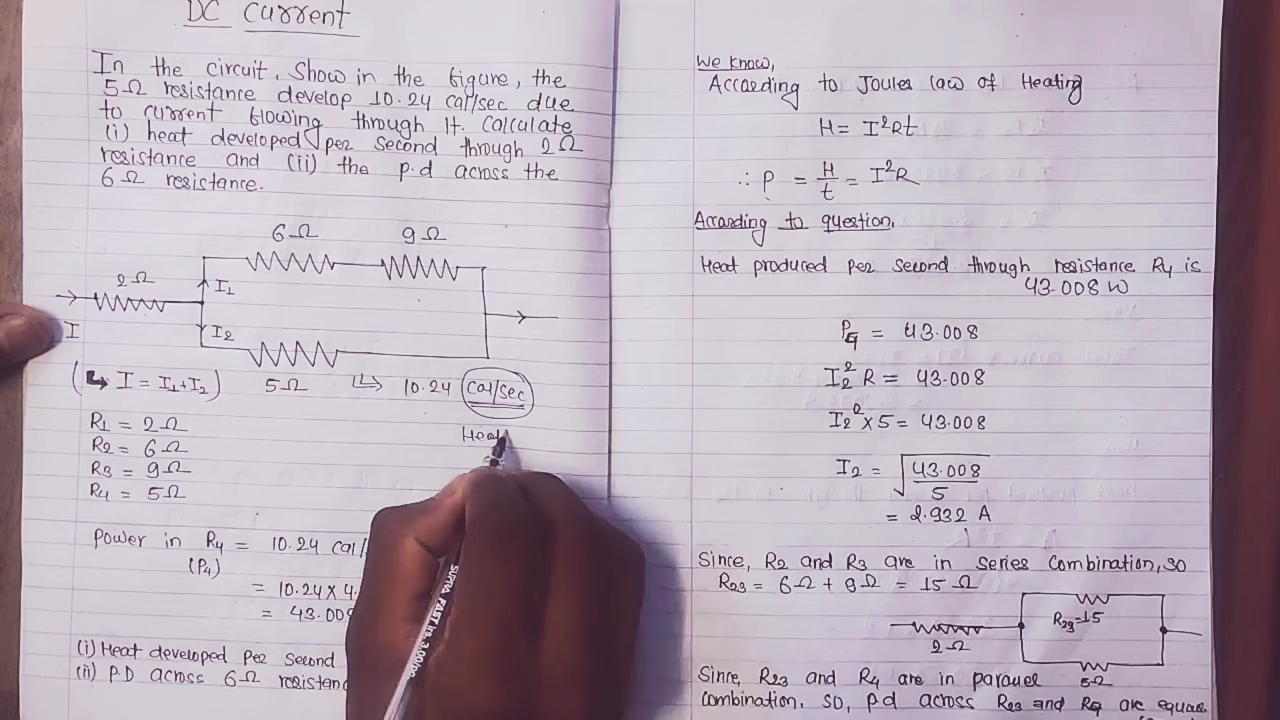 DC Current
In the circuit, Show in the figure, the
5Ω resistance develop 10.24 cal/sec due
to current flowing through it. Calculate
(i) heat developed per second through 2Ω
resistance and (ii) the p.d across the
6Ω resistance.
6Ω 9Ω
2Ω
I₁
I
I₂
(↳ I = I₁+I₂) 5Ω ↳ 10.24 cal/sec
Heat
R₁ = 2Ω
R2 = 6Ω
R3 = 9Ω
R4 = 5Ω
Power in R4 = 10.24 cal/
(P4)
= 10.24 x 4.
= 43.00
(i) Heat developed Per Second
(ii) P.D across 6Ω
We know,
According to Joules law of Heating
H = I²Rt
∴ P = H/t = I²R
According to question,
Heat produced per second through resistance R4 is
43.008 W
P4 = 43.008
I₂² R = 43.008
I₂² x 5 = 43.008
I₂ = √43.008/5
= 2.932 A
Since, R2 and R3 are in series Combination, so
R23 = 6Ω + 9Ω = 15Ω
R23=15
2Ω
5Ω
Since, R23 and R4 are in
Combination. so, pd across R23 and R4 are